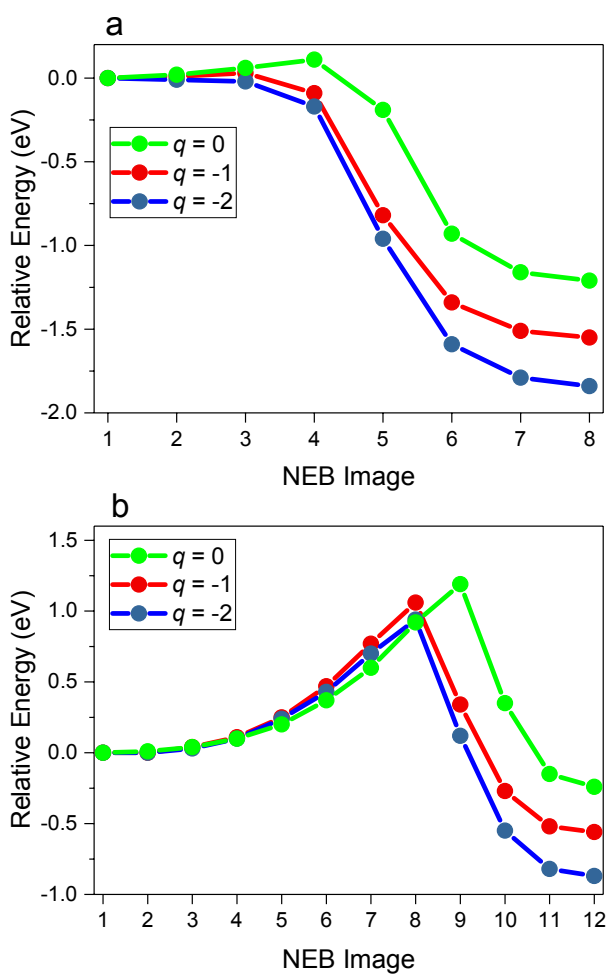 a
0.0
-0.5
-1.0
-1.5
-2.0
Relative Energy (eV)
q = 0
q = -1
q = -2
1 2 3 4 5 6 7 8
NEB Image
b
1.5
1.0
0.5
0.0
-0.5
-1.0
Relative Energy (eV)
q = 0
q = -1
q = -2
1 2 3 4 5 6 7 8 9 10 11 12
NEB Image